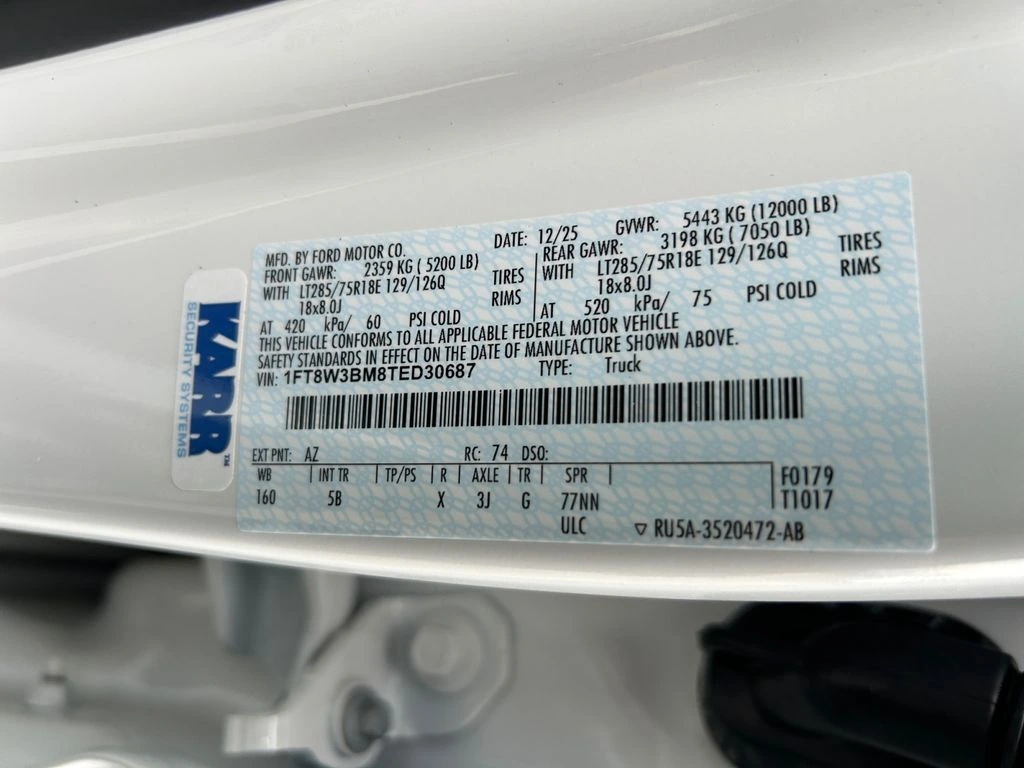 MFD. BY FORD MOTOR CO. DATE: 12/25 GVWR: 5443 KG (12000 LB)
FRONT GAWR: 2359 KG ( 5200 LB) REAR GAWR: 3198 KG ( 7050 LB)
WITH LT285/75R18E 129/126Q TIRES WITH LT285/75R18E 129/126Q TIRES
18x8.0J RIMS 18x8.0J RIMS
AT 420 kPa/ 60 PSI COLD AT 520 kPa/ 75 PSI COLD
THIS VEHICLE CONFORMS TO ALL APPLICABLE FEDERAL MOTOR VEHICLE
SAFETY STANDARDS IN EFFECT ON THE DATE OF MANUFACTURE SHOWN ABOVE.
VIN: 1FT8W3BM8TED30687 TYPE: Truck
EXT PNT: AZ RC: 74 DSO:
WB INT TR TP/PS R AXLE TR SPR F0179
160 5B X 3J G 77NN T1017
ULC ▽ RU5A-3520472-AB
KARR™
SECURITY SYSTEMS